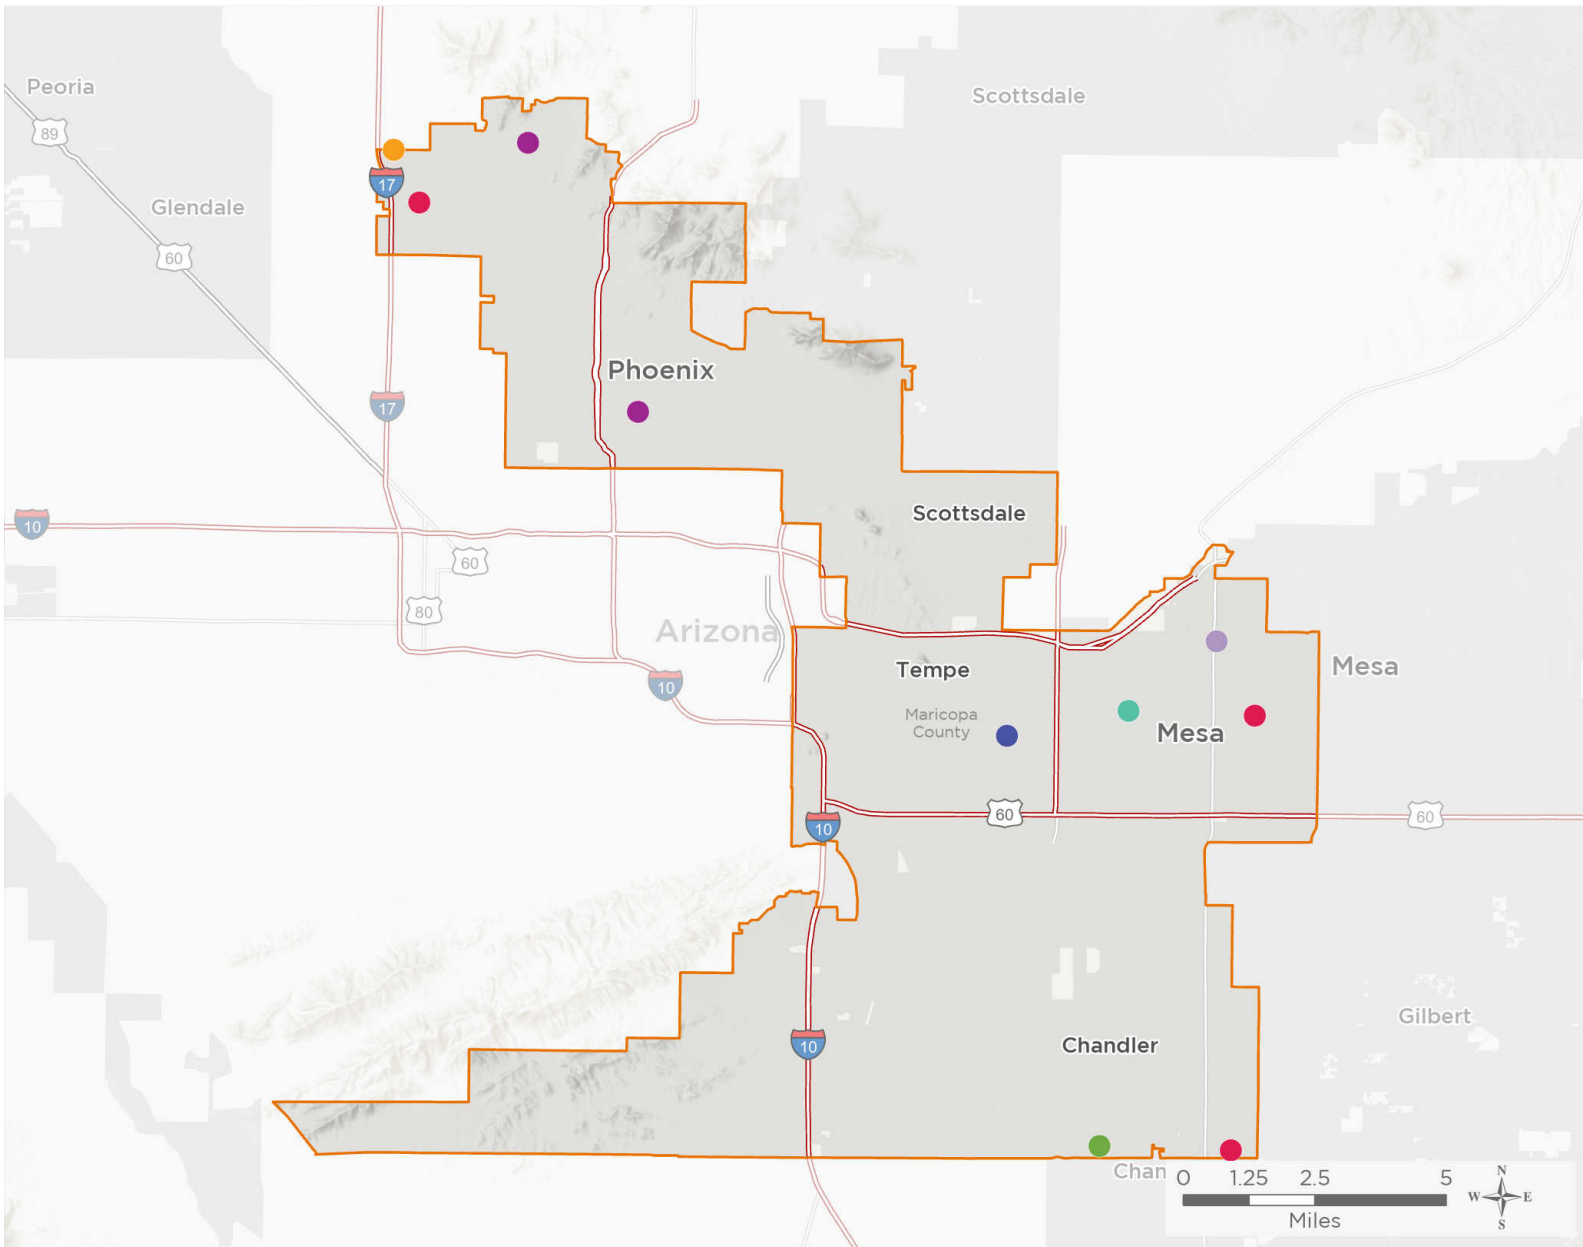 Peoria
Scottsdale
89
17
Glendale
60
Phoenix
17
Scottsdale
10
60
80
Arizona
Tempe
Mesa
10
Maricopa
County
Mesa
60
60
10
Gilbert
Chandler
10
Chan
0 1.25 2.5 5
Miles
N
W E
S